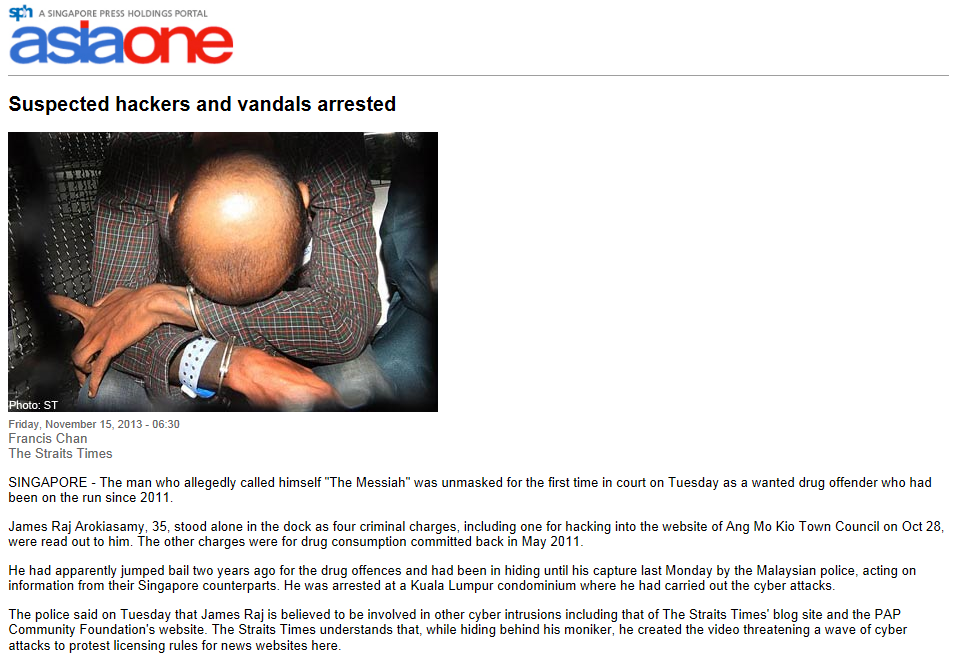 sph A SINGAPORE PRESS HOLDINGS PORTAL
asiaone
Suspected hackers and vandals arrested
Photo: ST
Friday, November 15, 2013 - 06:30
Francis Chan
The Straits Times
SINGAPORE - The man who allegedly called himself "The Messiah" was unmasked for the first time in court on Tuesday as a wanted drug offender who had
been on the run since 2011.
James Raj Arokiasamy, 35, stood alone in the dock as four criminal charges, including one for hacking into the website of Ang Mo Kio Town Council on Oct 28,
were read out to him. The other charges were for drug consumption committed back in May 2011.
He had apparently jumped bail two years ago for the drug offences and had been in hiding until his capture last Monday by the Malaysian police, acting on
information from their Singapore counterparts. He was arrested at a Kuala Lumpur condominium where he had carried out the cyber attacks.
The police said on Tuesday that James Raj is believed to be involved in other cyber intrusions including that of The Straits Times' blog site and the PAP
Community Foundation's website. The Straits Times understands that, while hiding behind his moniker, he created the video threatening a wave of cyber
attacks to protest licensing rules for news websites here.